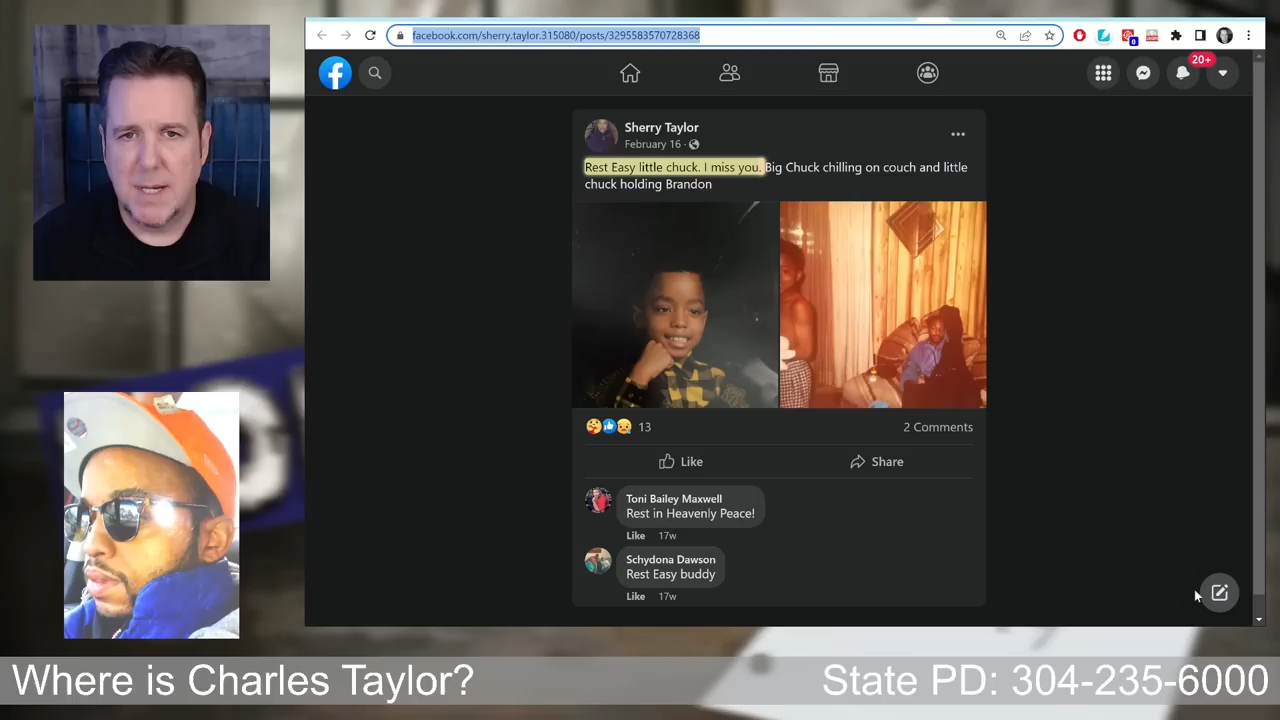 facebook.com/sherry.taylor.315080/posts/3295583570728368
0
20+
Sherry Taylor
February 16 ·
Rest Easy little chuck. I miss you. Big Chuck chilling on couch and little
chuck holding Brandon
13
2 Comments
Like
Share
Toni Bailey Maxwell
Rest in Heavenly Peace!
Like 17w
Schydona Dawson
Rest Easy buddy
Like 17w
Where is Charles Taylor?
State PD: 304-235-6000